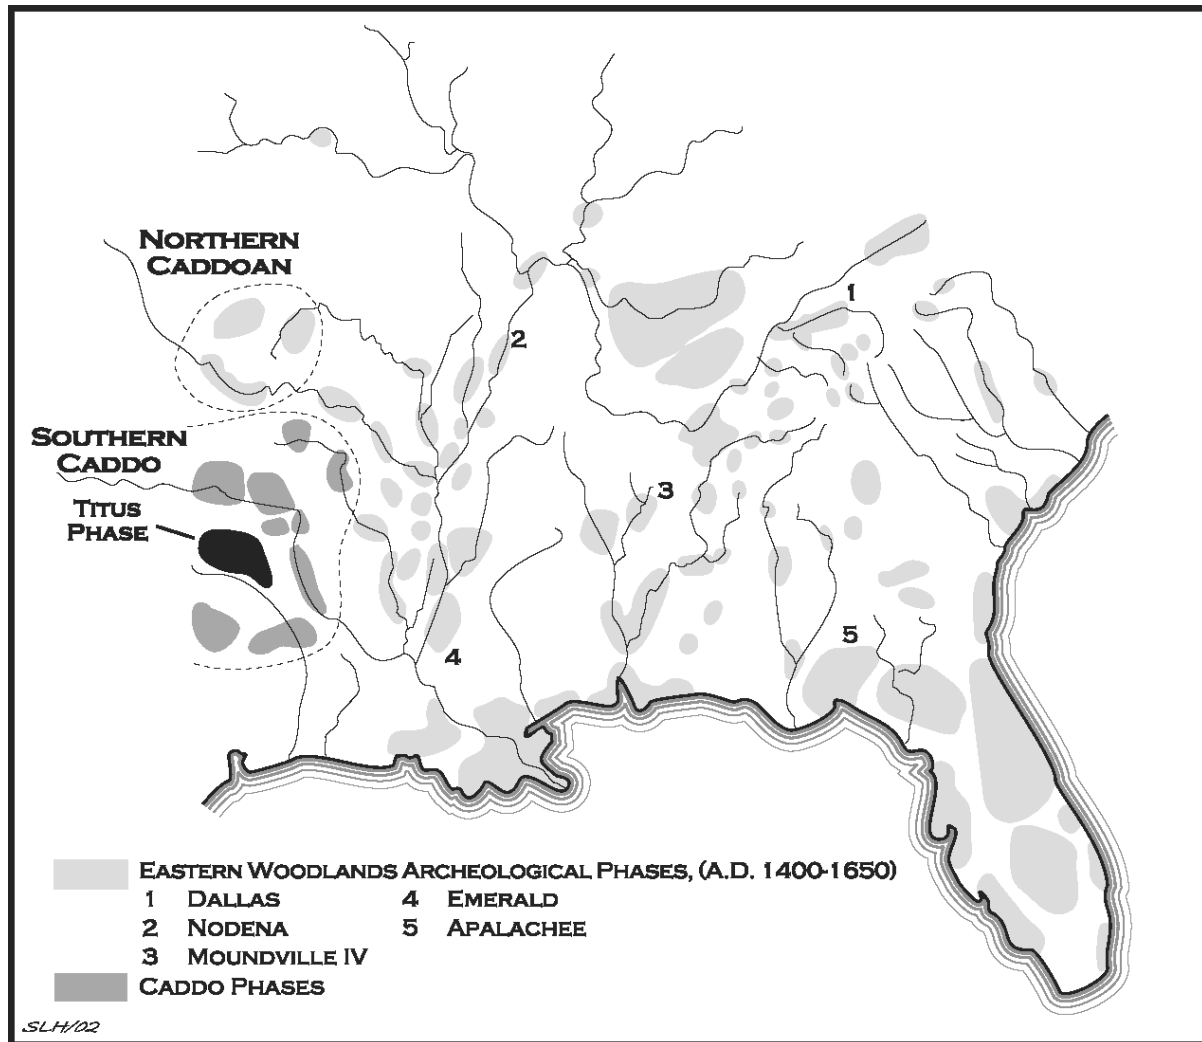 NORTHERN
CADDOAN
1
2
SOUTHERN
CADDO
TITUS
PHASE
3
5
4
EASTERN WOODLANDS ARCHEOLOGICAL PHASES, (A.D. 1400-1650)
1 DALLAS 4 EMERALD
2 NODENA 5 APALACHEE
3 MOUNDVILLE IV
CADDO PHASES
SLH/02